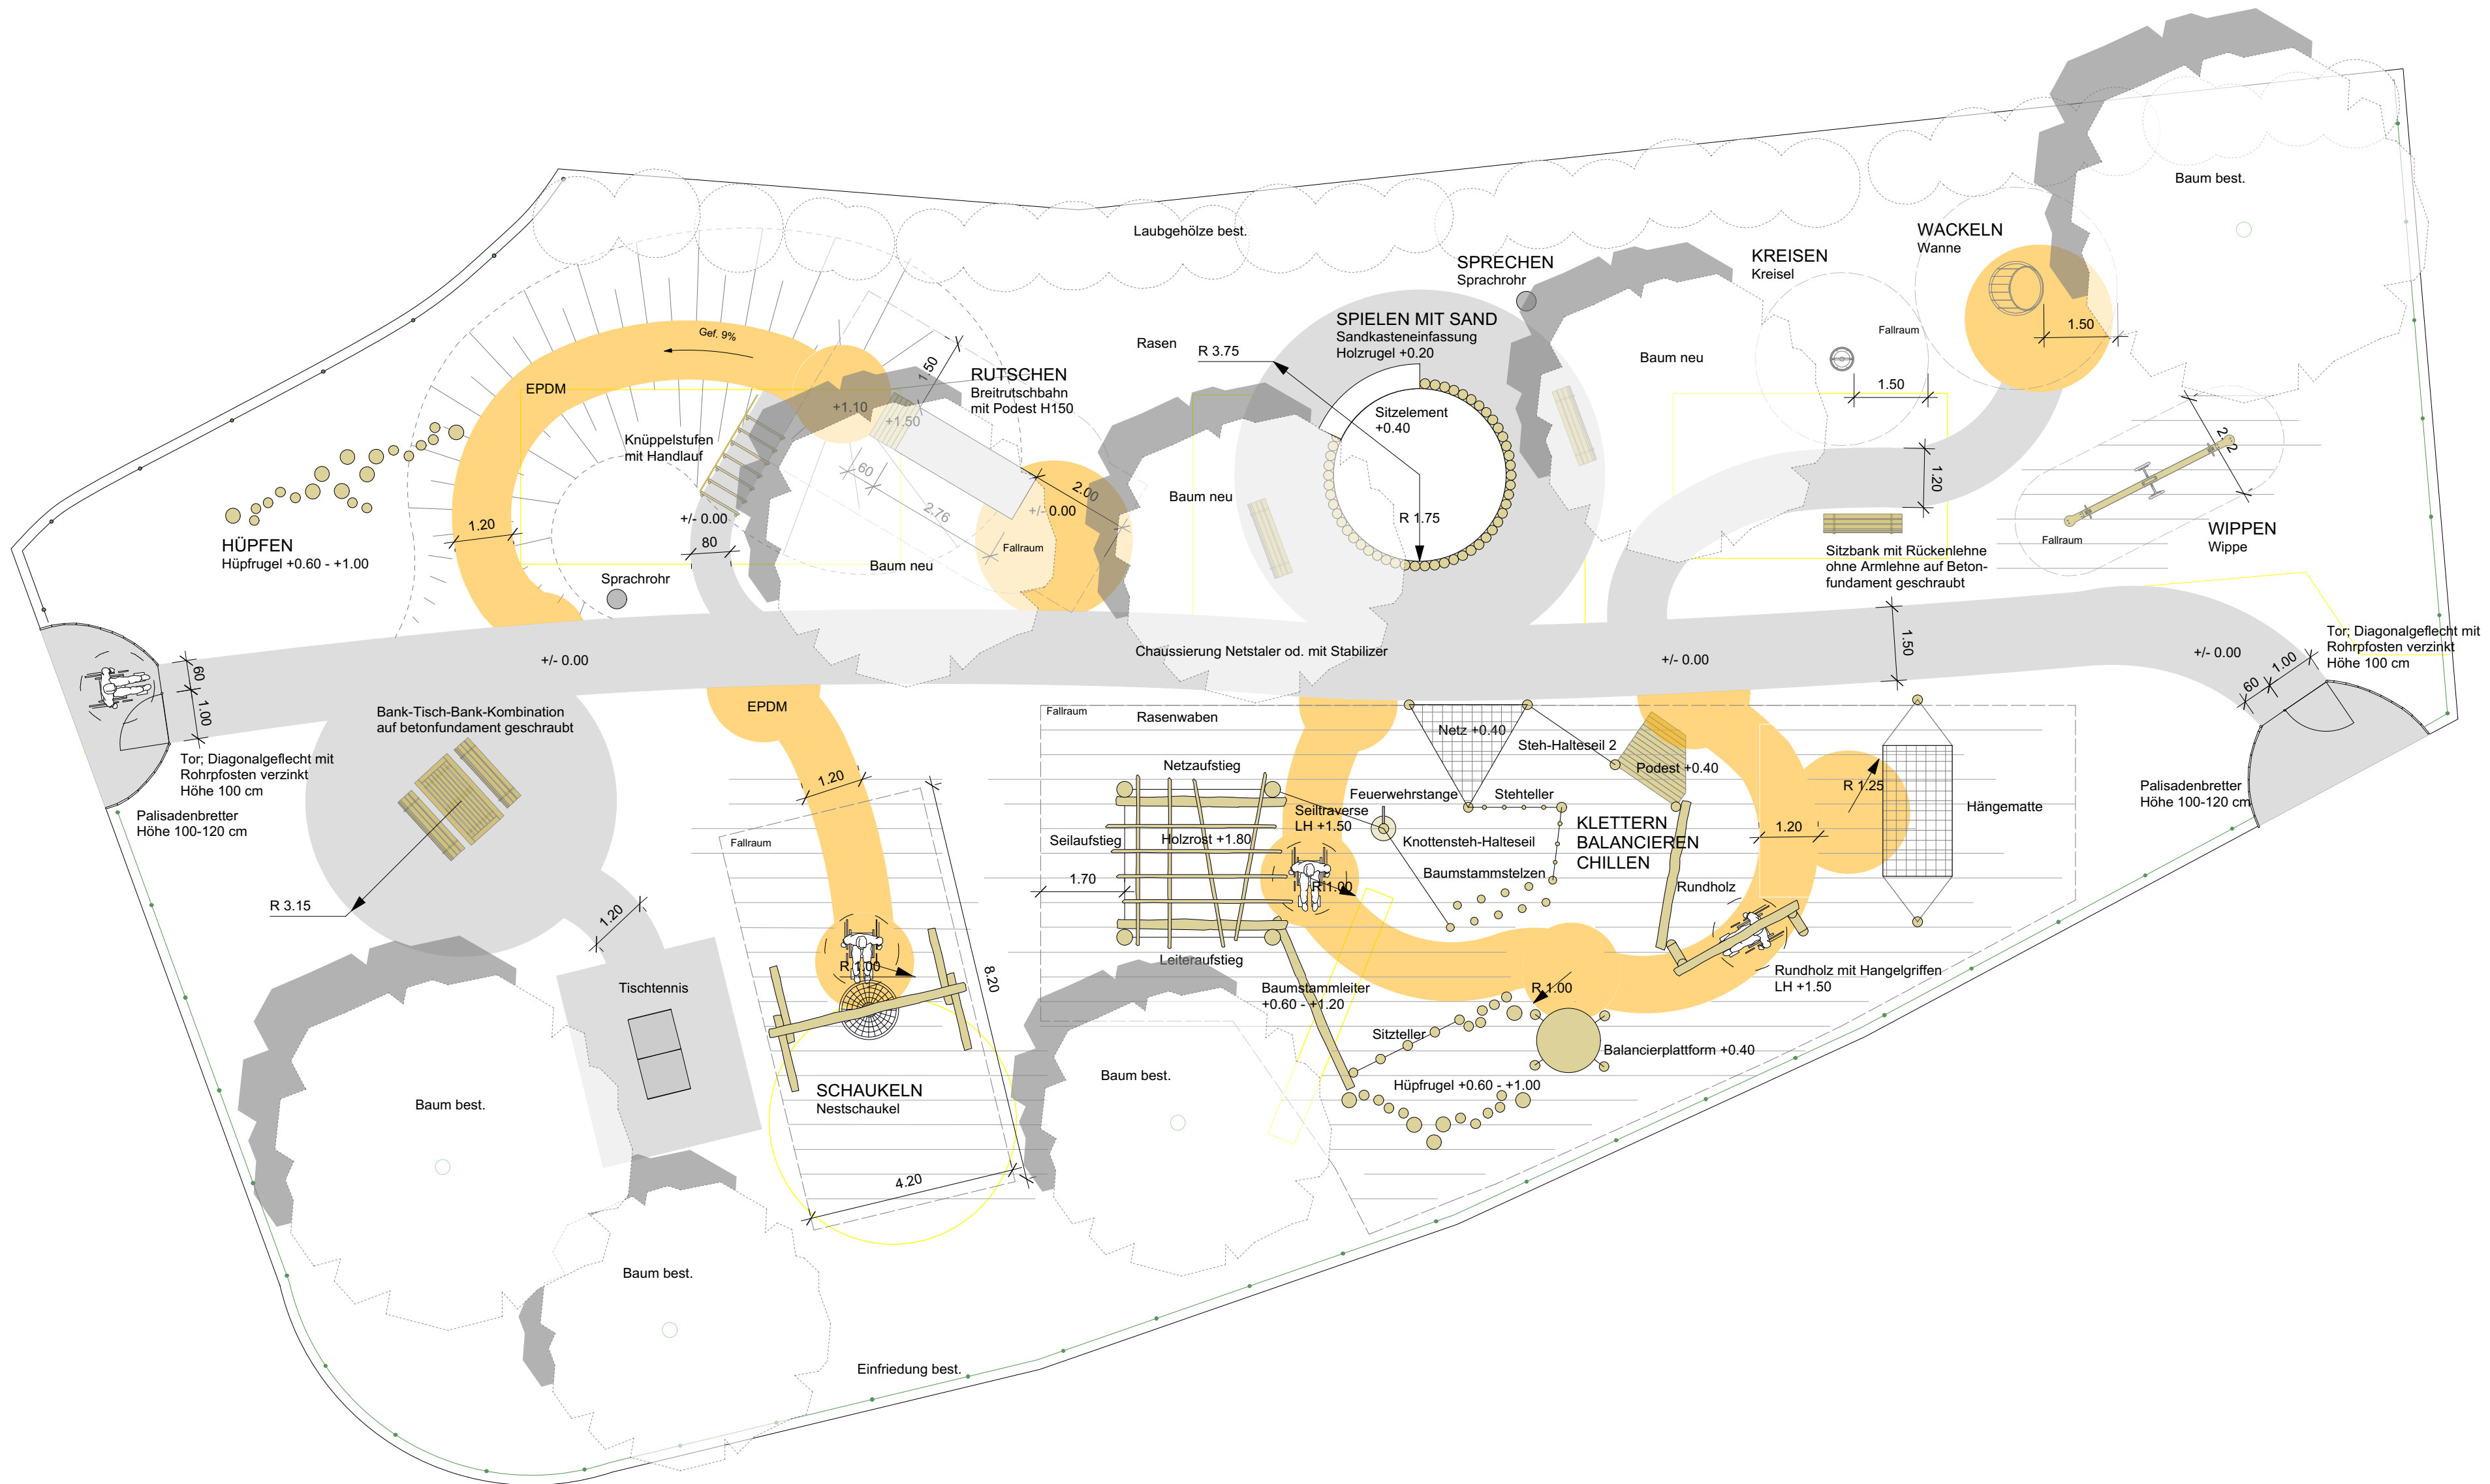 Baum best.
Laubgehölze best.
WACKELN
Wanne
SPRECHEN
Sprachrohr
KREISEN
Kreisel
SPIELEN MIT SAND
Sandkasteneinfassung
Holzrugel +0.20
Rasen
R 3.75
Fallraum
1.50
Gef. 9%
EPDM
RUTSCHEN
Breitrutschbahn
mit Podest H150
1.50
+1.10
+1.50
Baum neu
1.50
Sitzelement
+0.40
Knüppelstufen
mit Handlauf
60
2.76
2.00
+/- 0.00
Fallraum
Baum neu
R 1.75
1.20
WIPPEN
Wippe
Fallraum
HÜPFEN
Hüpfrugel +0.60 - +1.00
1.20
+/- 0.00
80
Baum neu
Sprachrohr
Sitzbank mit Rückenlehne
ohne Armlehne auf Beton-
fundament geschraubt
60
1.00
+/- 0.00
Chaussierung Netstaler od. mit Stabilizer
+/- 0.00
1.50
+/- 0.00
60
1.00
Tor; Diagonalgeflecht mit
Rohrpfosten verzinkt
Höhe 100 cm
Bank-Tisch-Bank-Kombination
auf betonfundament geschraubt
EPDM
Fallraum
Rasenwaben
Netz +0.40
Steh-Halteseil 2
Podest +0.40
Tor; Diagonalgeflecht mit
Rohrpfosten verzinkt
Höhe 100 cm
Palisadenbretter
Höhe 100-120 cm
1.20
Netzaufstieg
Feuerwehrstange
Stehteller
Seiltraverse
LH +1.50
R 1.25
Hängematte
Palisadenbretter
Höhe 100-120 cm
Fallraum
Seilaufstieg
Holzrost +1.80
Knottensteh-Halteseil
KLETTERN
BALANCIEREN
CHILLEN
1.20
1.70
R 1.00
Baumstammstelzen
Rundholz
R 3.15
1.20
R 1.00
8.20
Leiteraufstieg
Rundholz mit Hangelgriffen
LH +1.50
Tischtennis
Baumstammleiter
+0.60 - +1.20
R 1.00
Sitzteller
Balancierplattform +0.40
Baum best.
SCHAUKELN
Nestschaukel
Baum best.
Hüpfrugel +0.60 - +1.00
4.20
Baum best.
Einfriedung best.